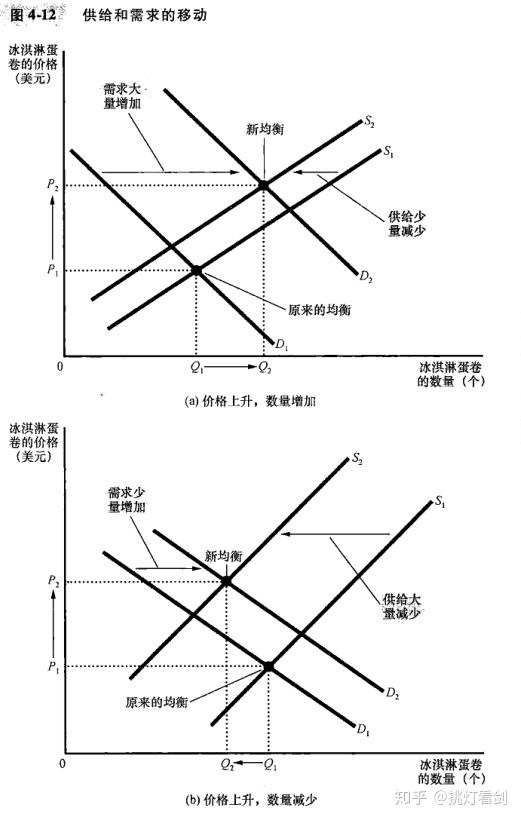 图 4-12 供给和需求的移动
冰淇淋蛋
卷的价格
(美元)
需求大
量增加
新均衡
S₂
S₁
P₂
供给少
量减少
P₁
D₂
原来的均衡
D₁
0
Q₁
Q₂
冰淇淋蛋卷
的数量(个)
(a) 价格上升，数量增加
冰淇淋蛋
卷的价格
(美元)
S₂
需求少
量增加
S₁
新均衡
P₂
供给大
量减少
P₁
D₂
原来的均衡
D₁
0
Q₂
Q₁
冰淇淋蛋卷
的数量(个)
(b) 价格上升，数量减少
知乎 @挑灯看剑